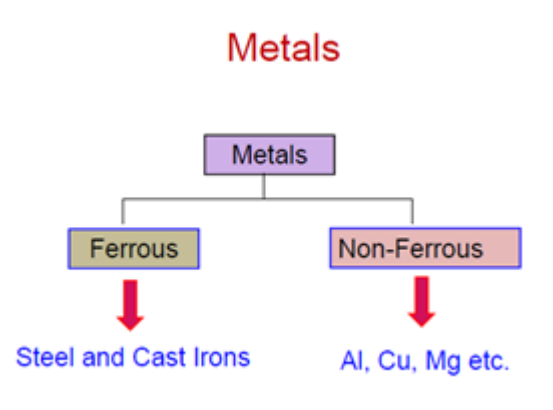 Metals
Metals
Ferrous
Non-Ferrous
Steel and Cast Irons
Al, Cu, Mg etc.